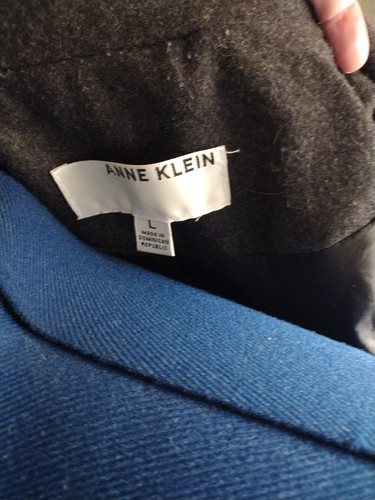 ANNE KLEIN
L
MADE IN
DOMINICAN
REPUBLIC